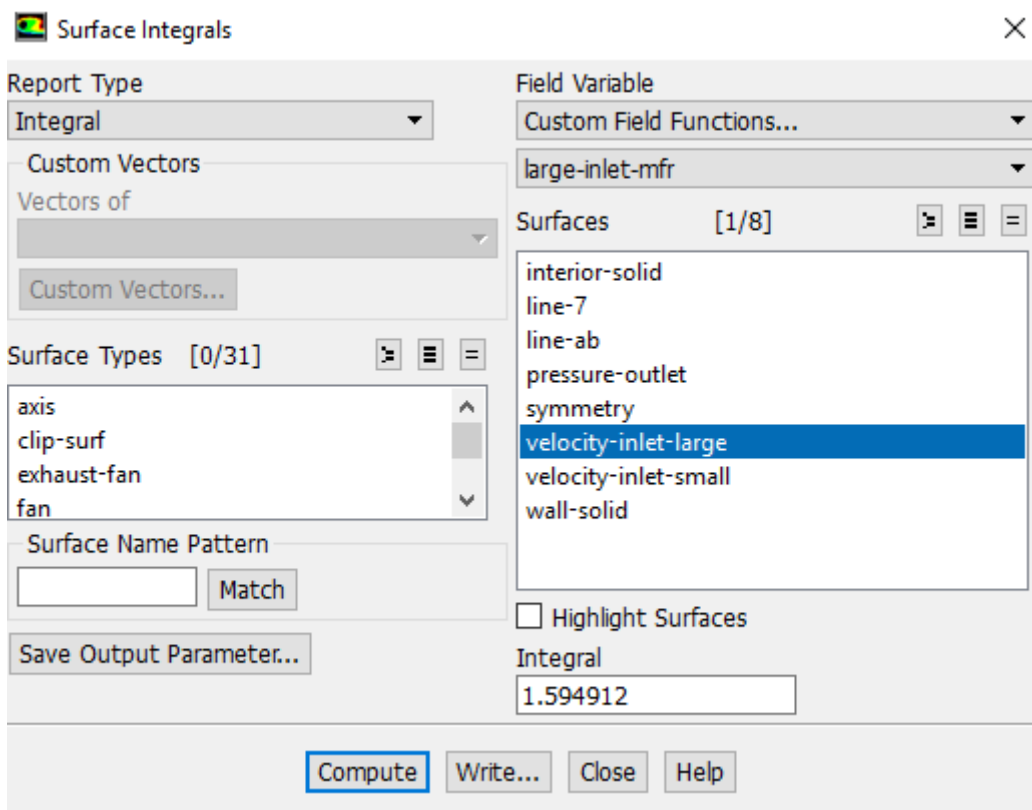 Surface Integrals
Report Type
Integral
Custom Vectors
Vectors of
Custom Vectors...
Surface Types [0/31]
axis
clip-surf
exhaust-fan
fan
Surface Name Pattern
Match
Save Output Parameter...
Field Variable
Custom Field Functions...
large-inlet-mfr
Surfaces [1/8]
interior-solid
line-7
line-ab
pressure-outlet
symmetry
velocity-inlet-large
velocity-inlet-small
wall-solid
Highlight Surfaces
Integral
1.594912
Compute Write... Close Help